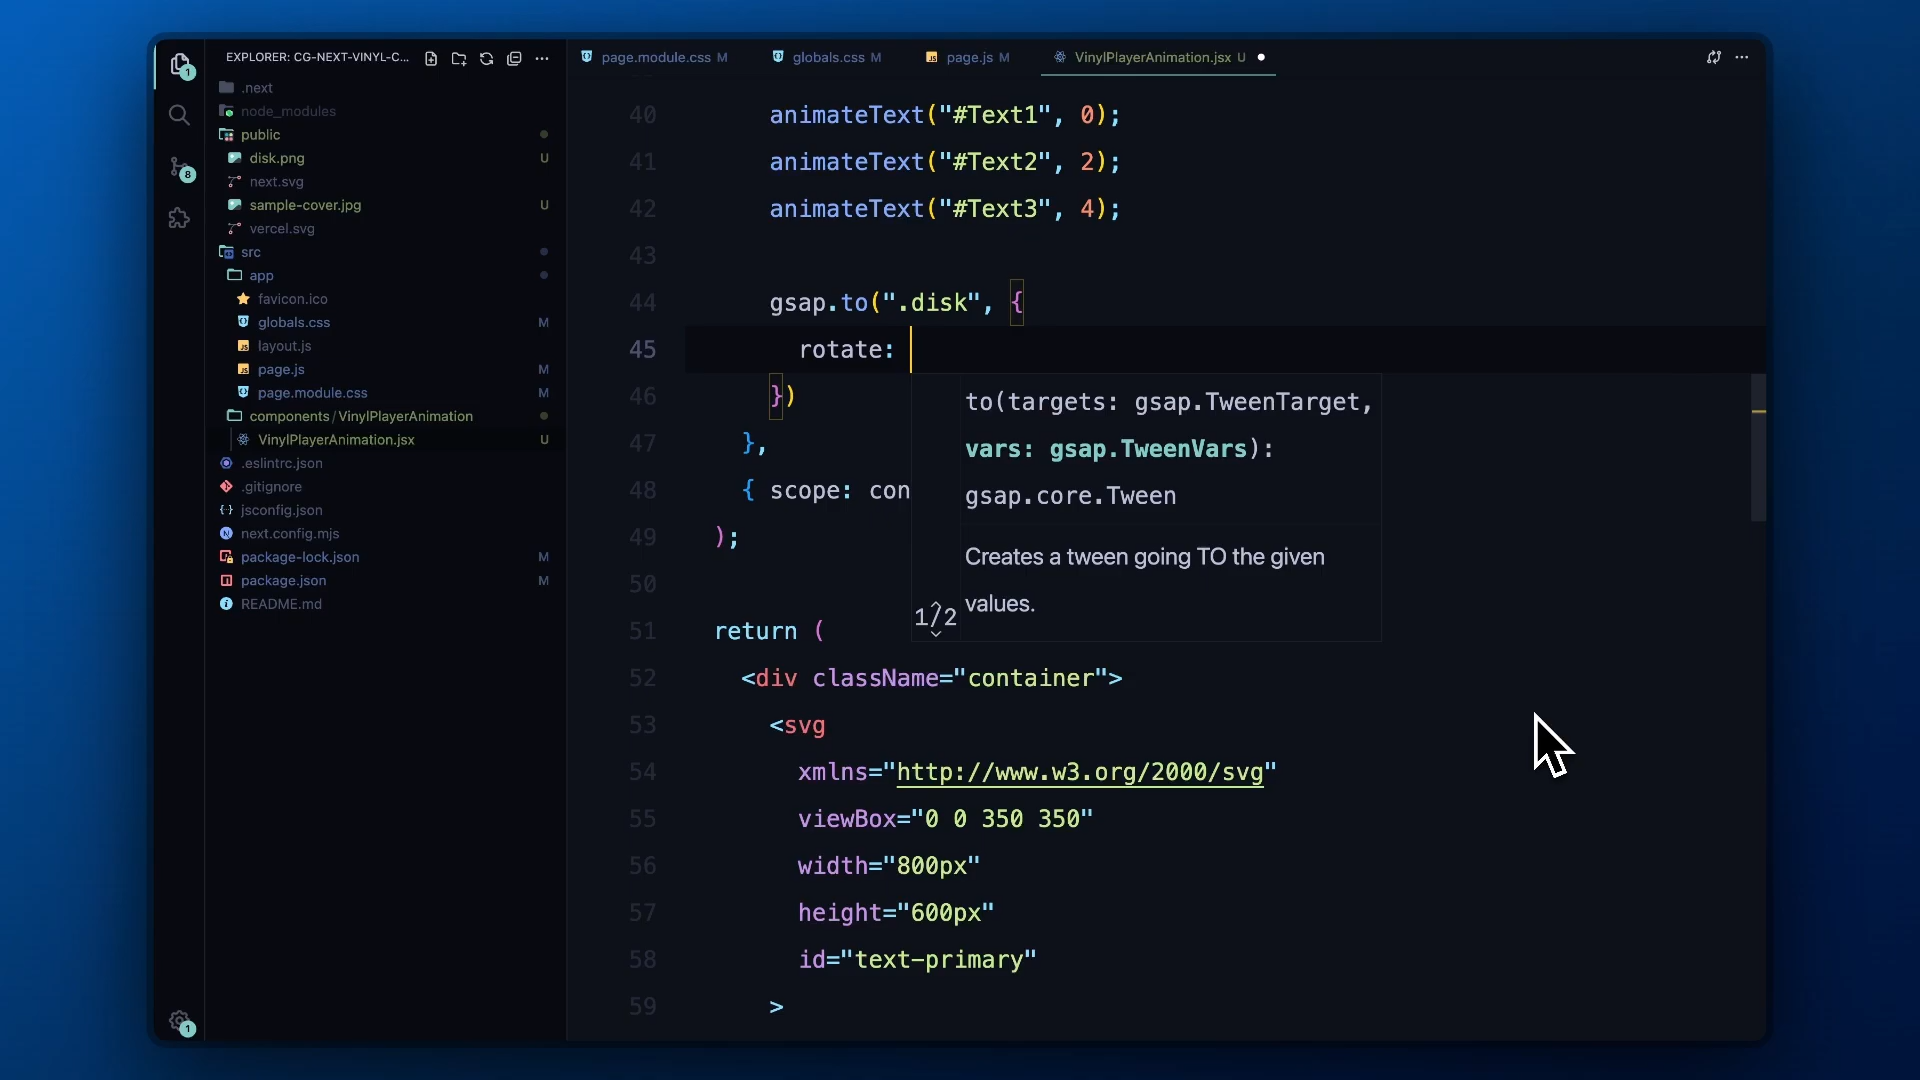 EXPLORER: CG-NEXT-VINYL-C...
.next
node_modules
public
disk.png U
next.svg
sample-cover.jpg U
vercel.svg
src
app
favicon.ico
globals.css M
layout.js
page.js M
page.module.css M
components/VinylPlayerAnimation
VinylPlayerAnimation.jsx U
.eslintrc.json
.gitignore
jsconfig.json
next.config.mjs
package-lock.json M
package.json M
README.md
1
8
1
page.module.css M globals.css M page.js M VinylPlayerAnimation.jsx U
40 animateText("#Text1", 0);
41 animateText("#Text2", 2);
42 animateText("#Text3", 4);
43
44 gsap.to(".disk", {
45 rotate:
46 })
47 },
48 { scope: con
49 );
50
51 return (
52 <div className="container">
53 <svg
54 xmlns="http://www.w3.org/2000/svg"
55 viewBox="0 0 350 350"
56 width="800px"
57 height="600px"
58 id="text-primary"
59 >
to(targets: gsap.TweenTarget,
vars: gsap.TweenVars):
gsap.core.Tween
Creates a tween going TO the given
values.
1/2